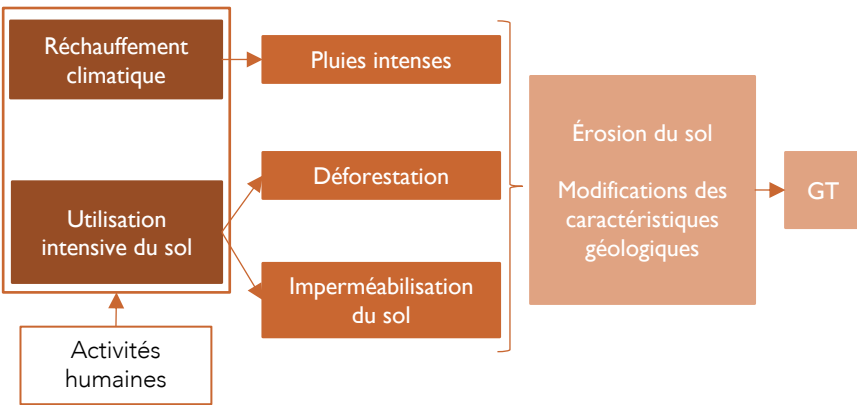 Réchauffement
climatique
Pluies intenses
Utilisation
intensive du sol
Déforestation
Imperméabilisation
du sol
Érosion du sol
Modifications des
caractéristiques
géologiques
GT
Activités
humaines